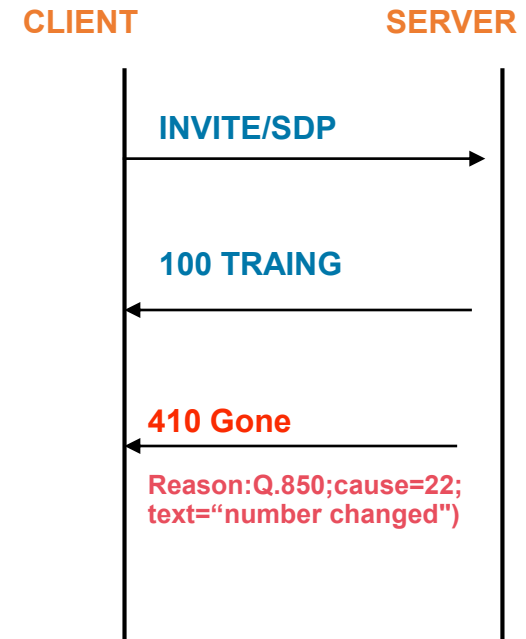 CLIENT SERVER
INVITE/SDP
100 TRAING
410 Gone
Reason:Q.850;cause=22;
text=“number changed")